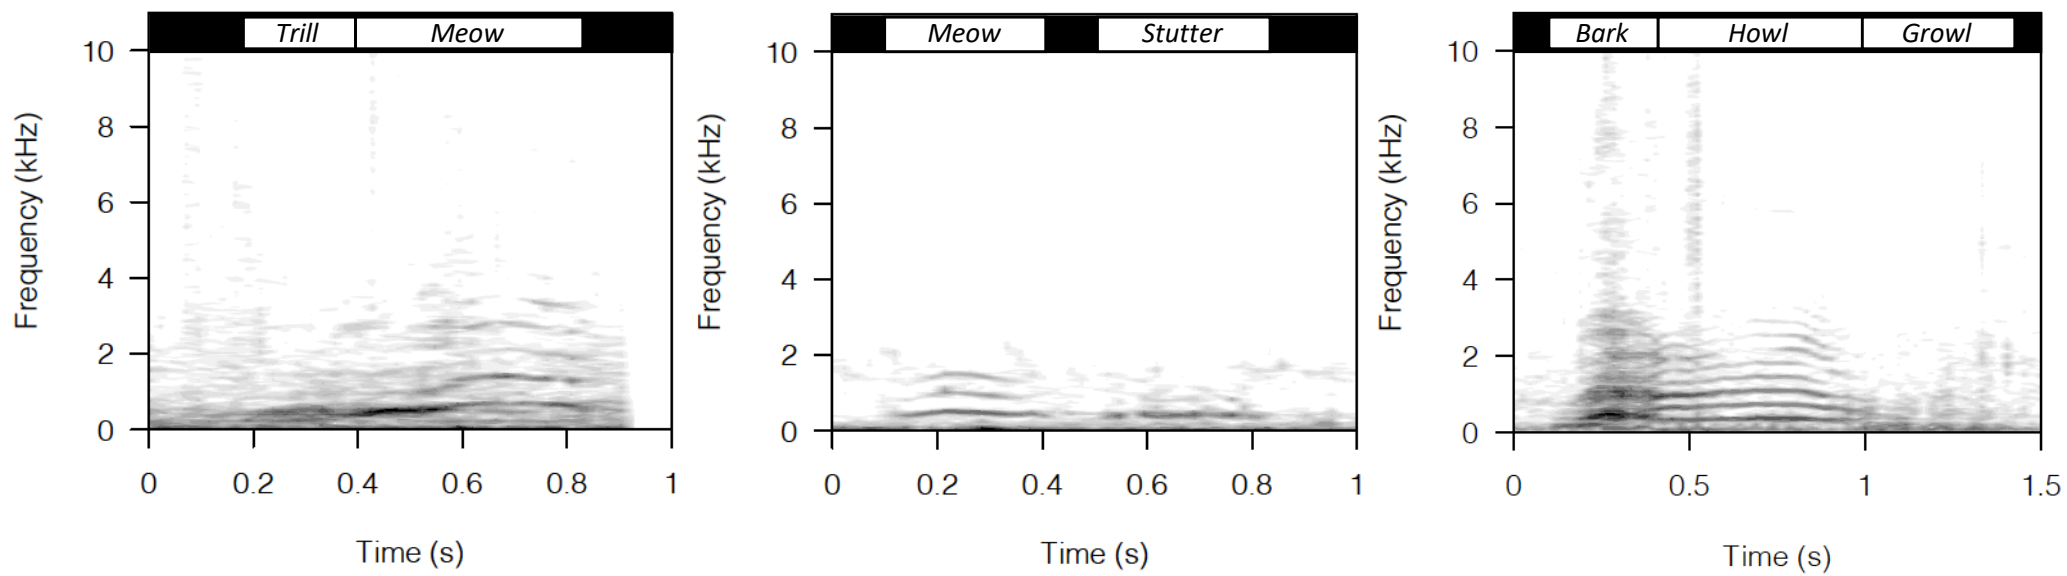 Trill Meow
10
8
6
4
2
0
Frequency (kHz)
0 0.2 0.4 0.6 0.8 1
Time (s)
Meow Stutter
10
8
6
4
2
0
Frequency (kHz)
0 0.2 0.4 0.6 0.8 1
Time (s)
Bark Howl Growl
10
8
6
4
2
0
Frequency (kHz)
0 0.5 1 1.5
Time (s)